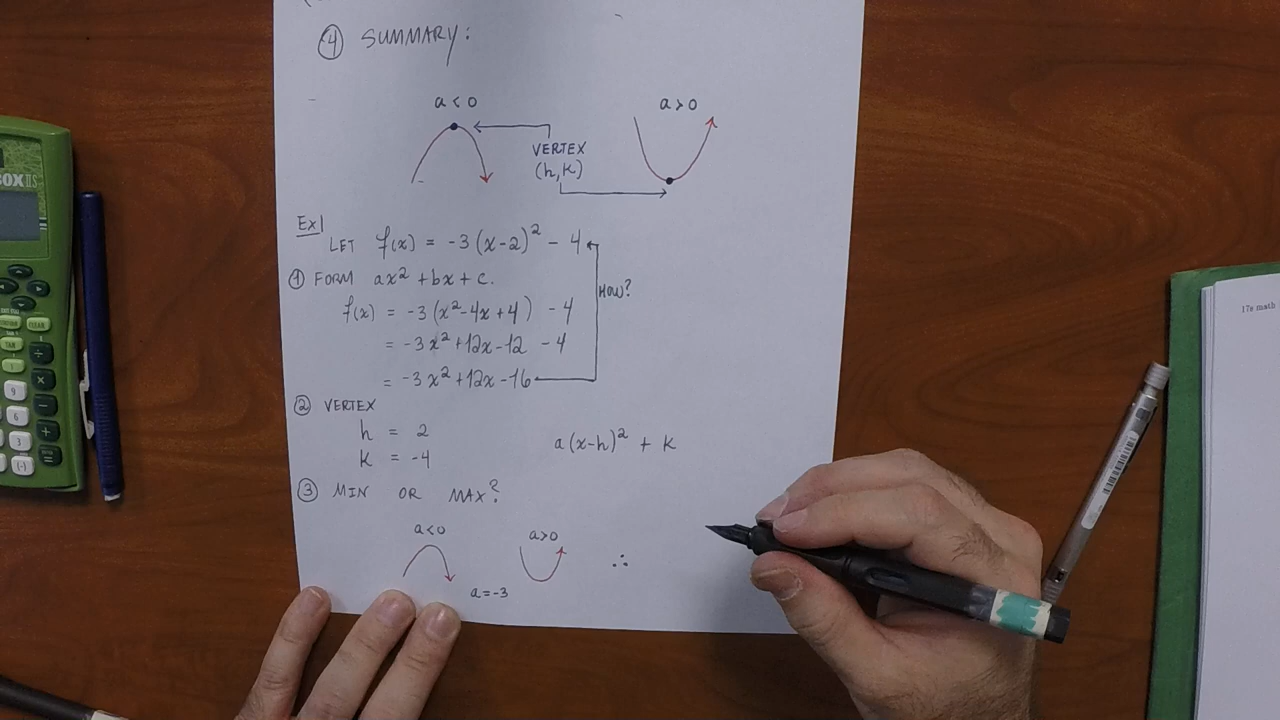 ④ SUMMARY:
a < 0
a > 0
VERTEX
(h, k)
Ex1
LET f(x) = -3(x-2)² - 4
① FORM ax² + bx + c.
HOW?
f(x) = -3(x²-4x+4) - 4
= -3x²+12x-12 - 4
= -3x²+12x-16
② VERTEX
h = 2
k = -4
a(x-h)² + k
③ MIN OR MAX?
a<0
a>0
∴
a=-3
17e math